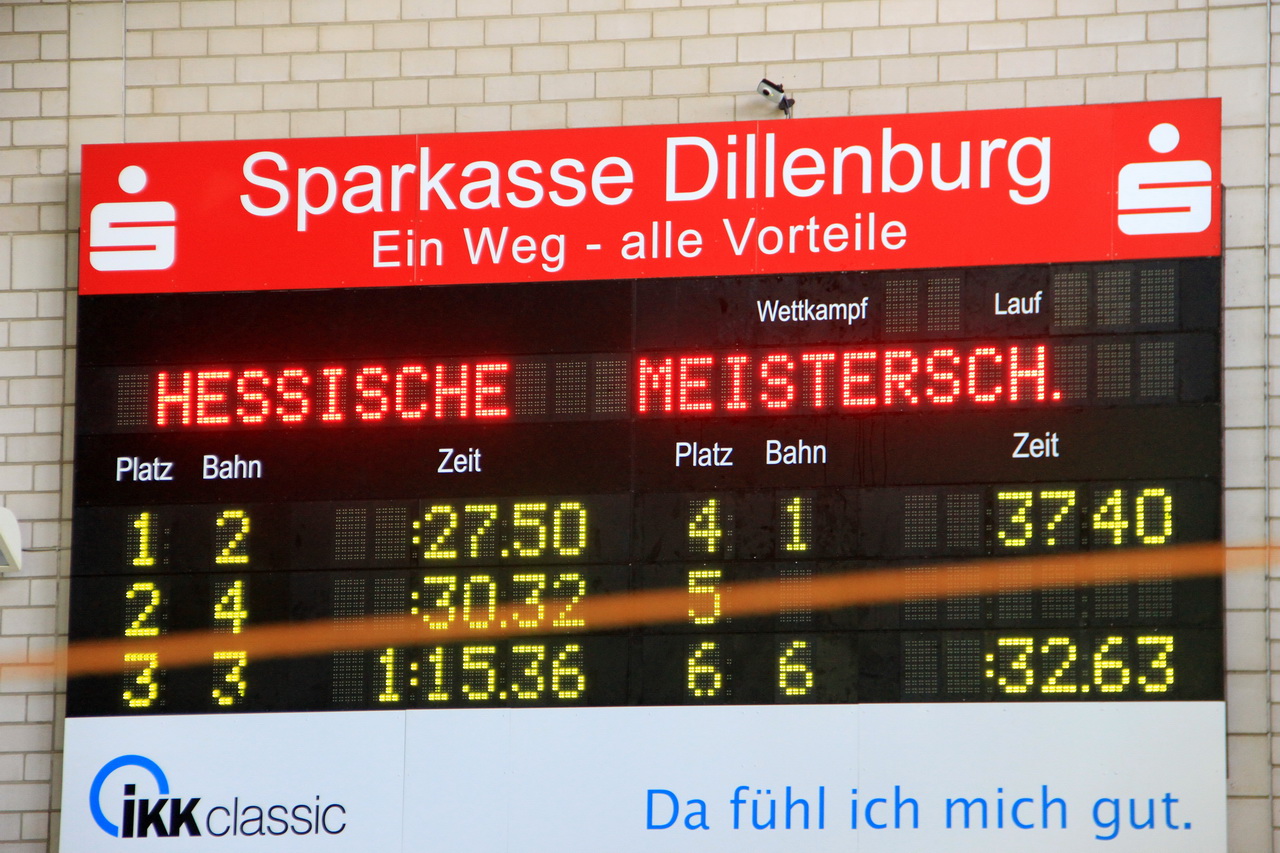 Sparkasse Dillenburg
Ein Weg - alle Vorteile
Wettkampf Lauf
HESSISCHE MEISTERSCH.
Platz Bahn Zeit Platz Bahn Zeit
1 2 :27.50 4 1 37:40
2 4 :30.32 5
3 3 1:15.36 6 6 :32.63
iKK classic Da fühl ich mich gut.